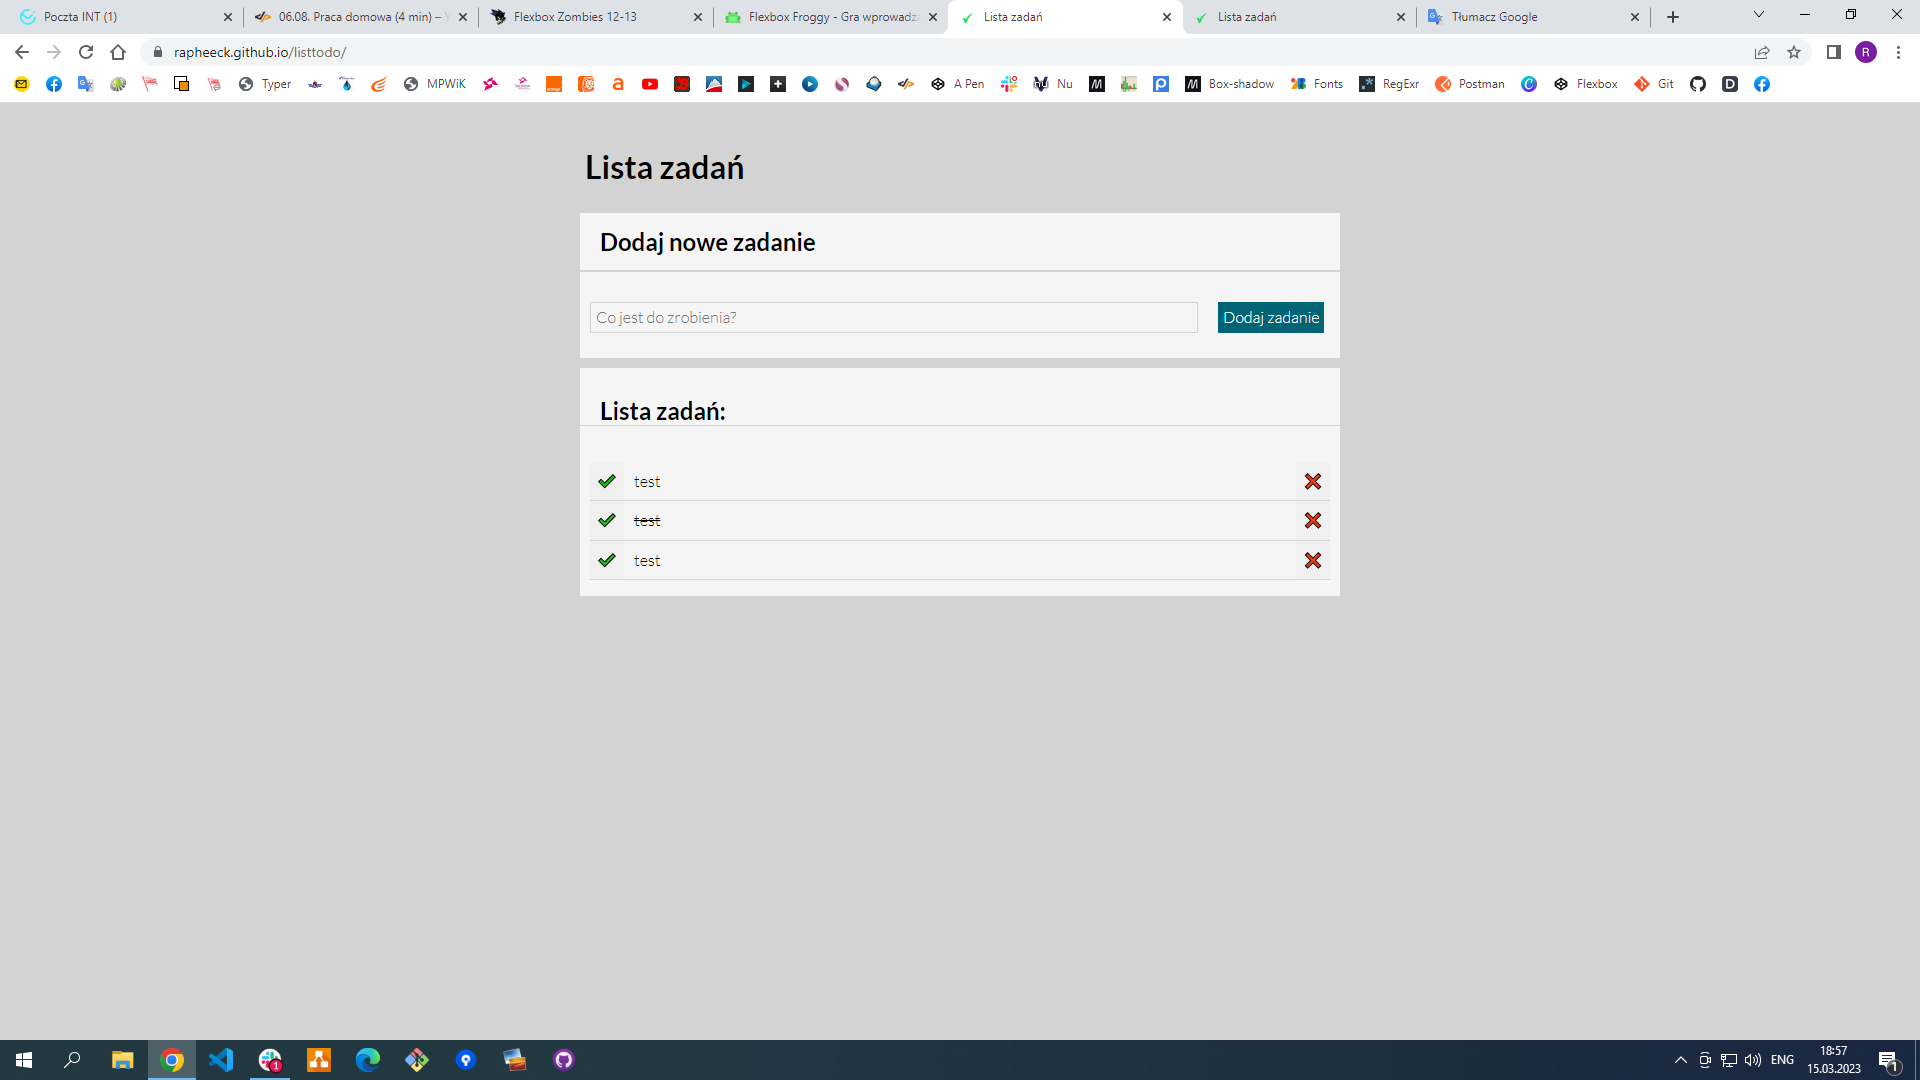 Poczta INT (1)
06.08. Praca domowa (4 min) –
Flexbox Zombies 12-13
Flexbox Froggy - Gra wprowadz
Lista zadań
Lista zadań
Tłumacz Google
rapheeck.github.io/listtodo/
R
Typer
MPWiK
A Pen
Nu
Box-shadow
Fonts
RegExr
Postman
Flexbox
Git
Lista zadań
Dodaj nowe zadanie
Co jest do zrobienia?
Dodaj zadanie
Lista zadań:
test
test
test
1
ENG
18:57
15.03.2023
1